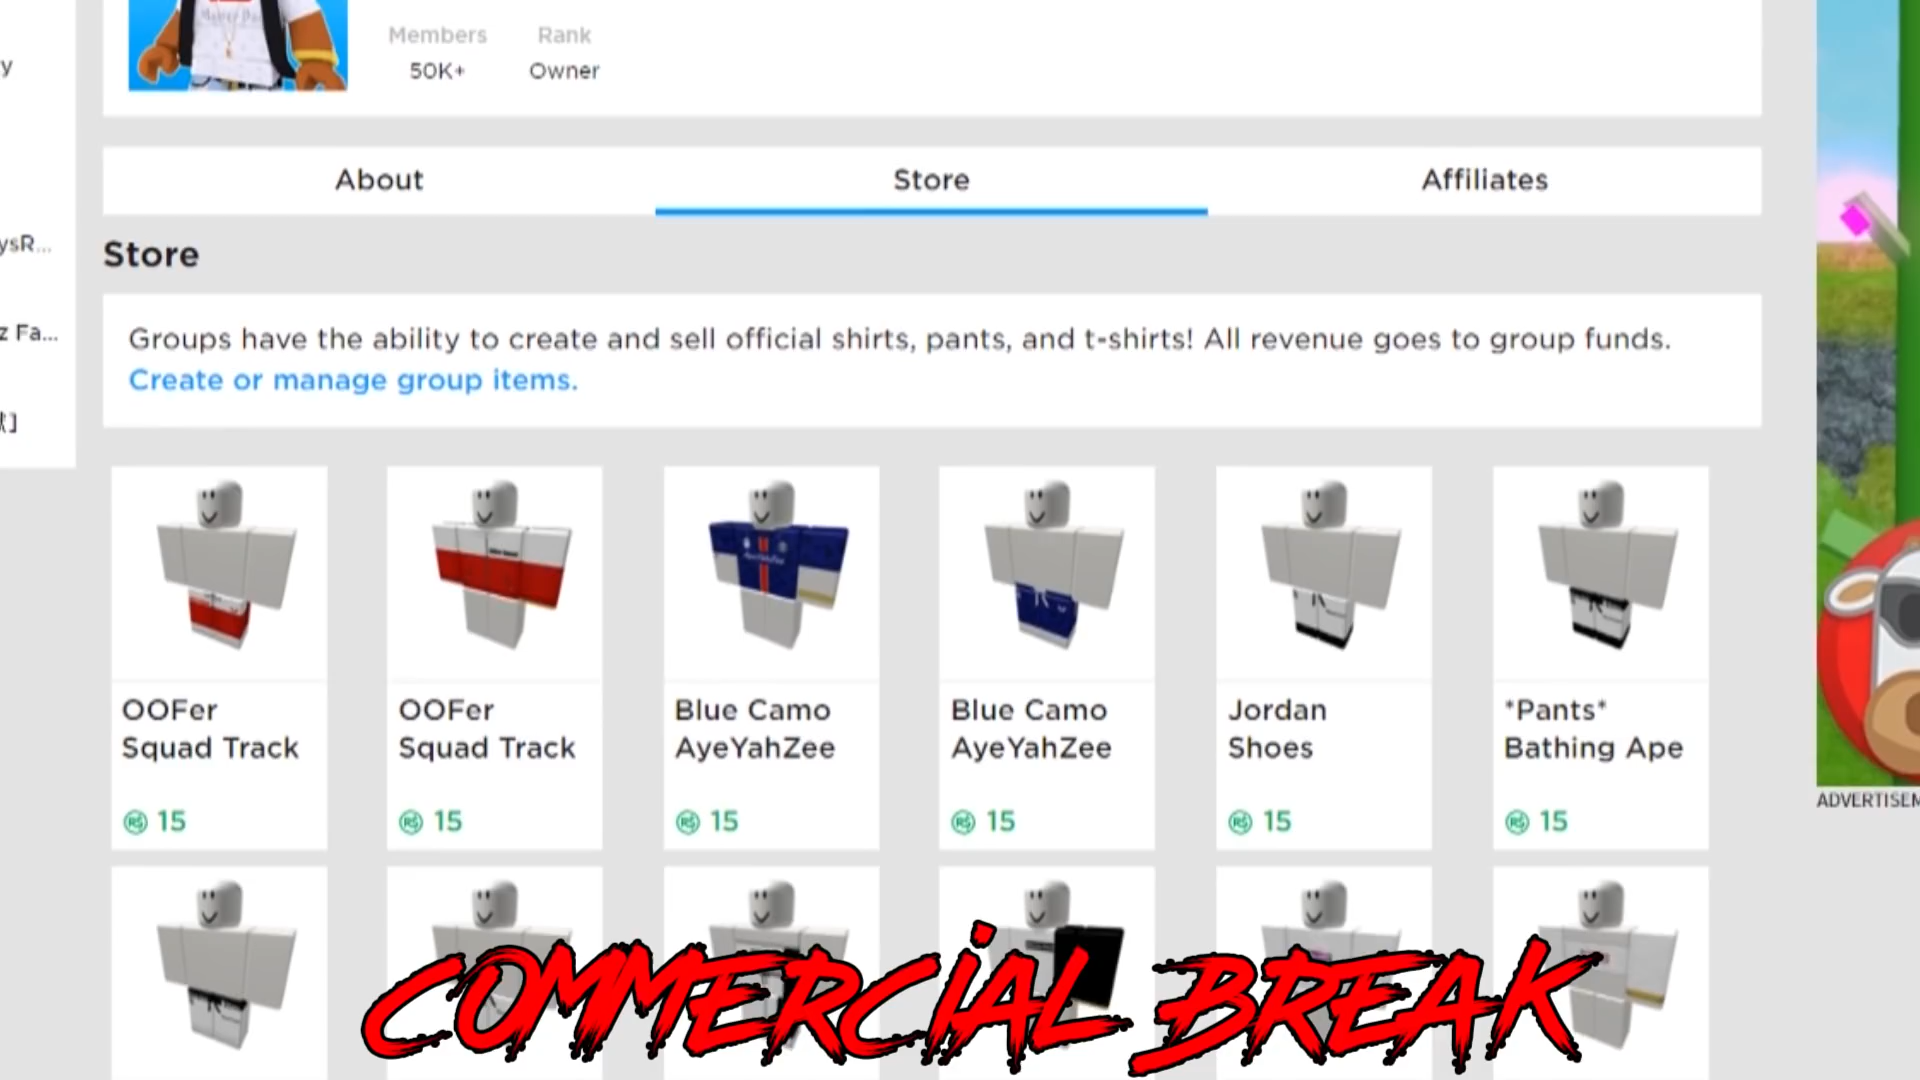 Members Rank
50K+ Owner
y
About Store Affiliates
ysR...
Store
z Fa...
Groups have the ability to create and sell official shirts, pants, and t-shirts! All revenue goes to group funds.
Create or manage group items.
OOFer
Squad Track
15
OOFer
Squad Track
15
Blue Camo
AyeYahZee
15
Blue Camo
AyeYahZee
15
Jordan
Shoes
15
*Pants*
Bathing Ape
15
ADVERTISEM
COMMERCIAL BREAK